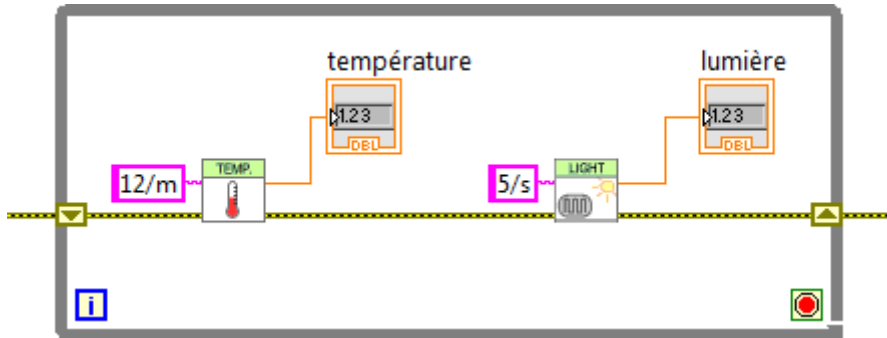 température
lumière
1.23
DBL
1.23
DBL
12/m
TEMP.
5/s
LIGHT
i